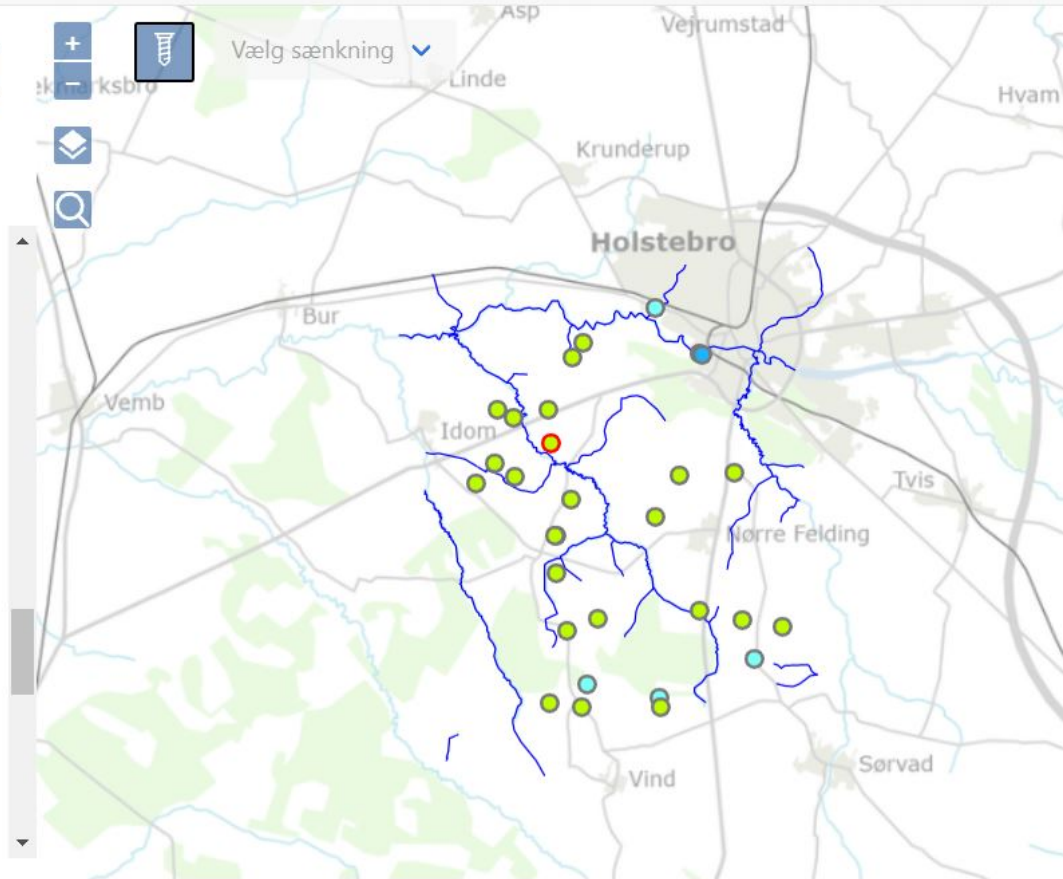 Asp
Vejrumstad
+
Vælg sænkning
Linde
−
Hvam
Krunderup
Holstebro
Bur
Vemb
Idom
Tvis
Nørre Felding
Sørvad
Vind